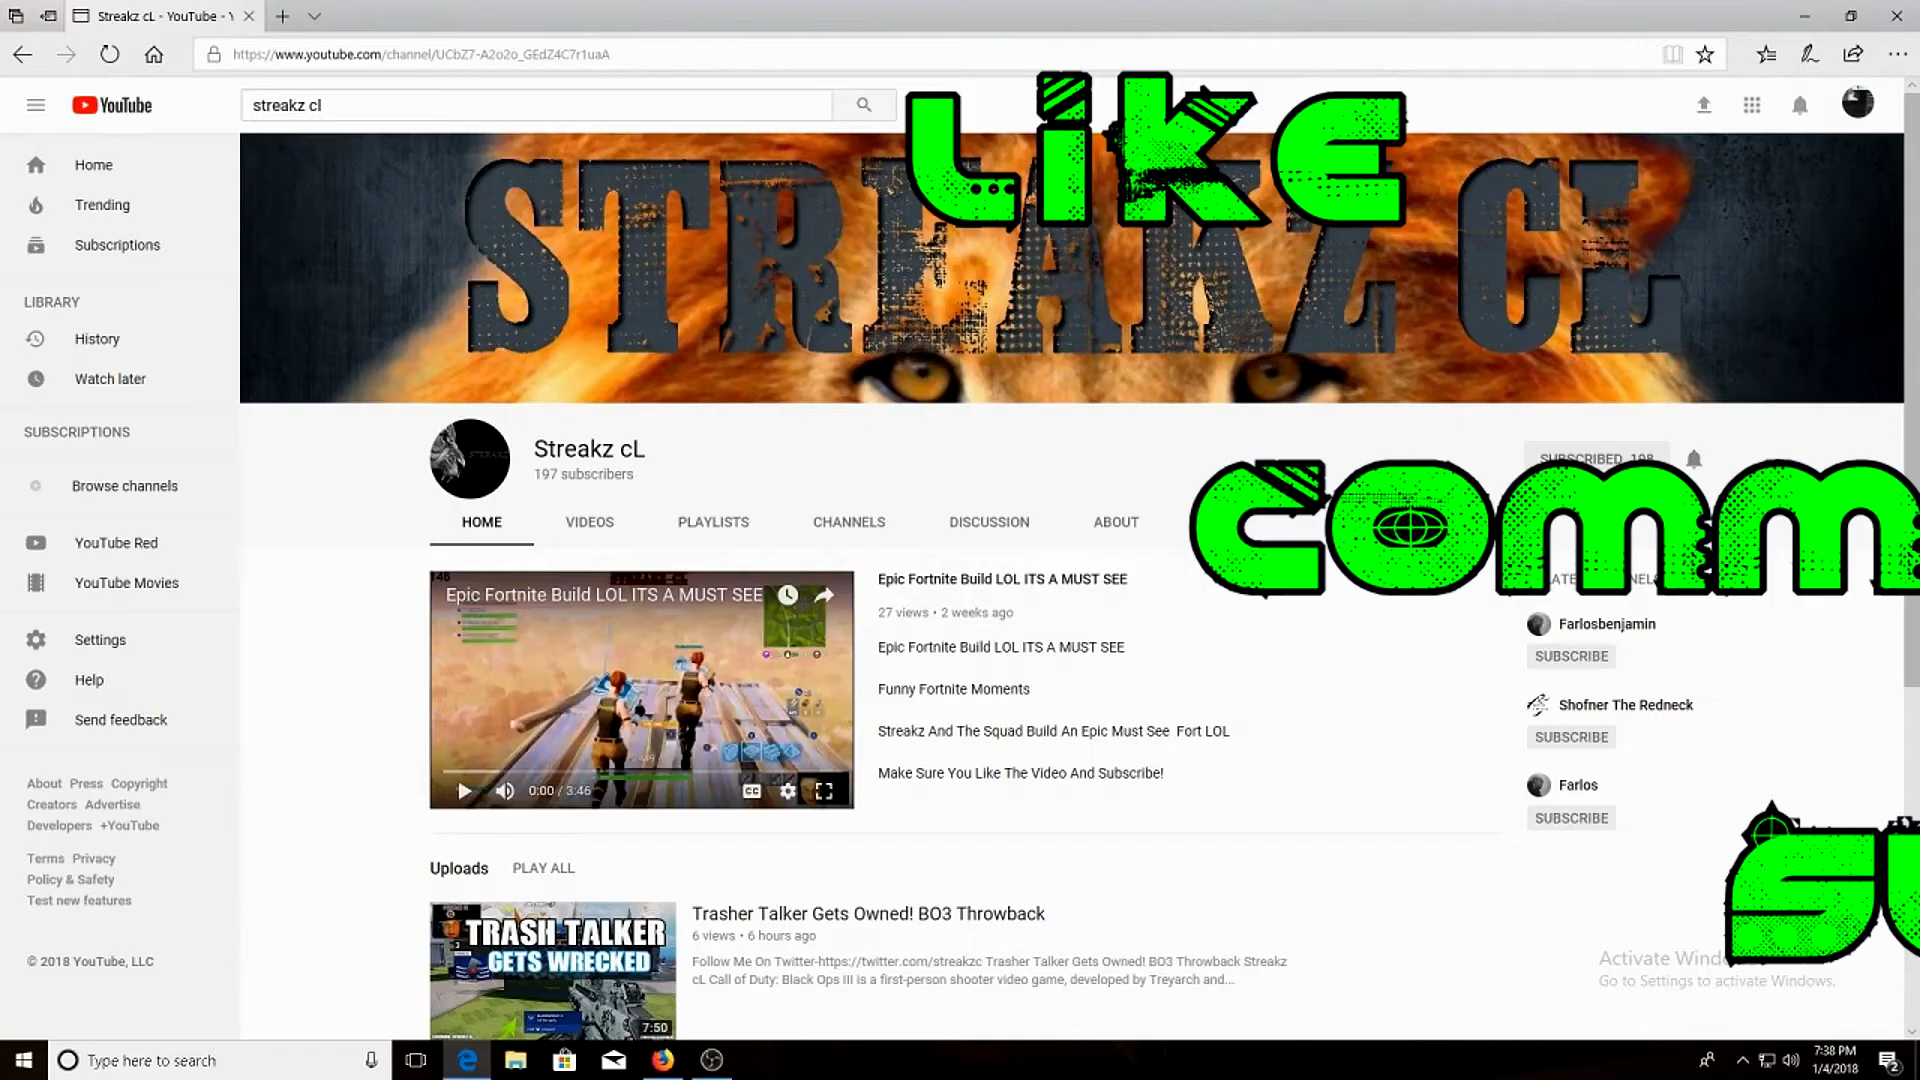 Streakz cL - YouTube - Y
https://www.youtube.com/channel/UCbZ7-A2o2o_GEdZ4C7r1uaA
YouTube
streakz cl
LiKE
STREAKZ CL
Home
Trending
Subscriptions
LIBRARY
History
Watch later
SUBSCRIPTIONS
Browse channels
YouTube Red
YouTube Movies
Settings
Help
Send feedback
About Press Copyright
Creators Advertise
Developers +YouTube
Terms Privacy
Policy & Safety
Test new features
© 2018 YouTube, LLC
Streakz cL
197 subscribers
SUBSCRIBED 198
HOME VIDEOS PLAYLISTS CHANNELS DISCUSSION ABOUT
COMM
Epic Fortnite Build LOL ITS A MUST SEE
0:00 / 3:46
CC
Epic Fortnite Build LOL ITS A MUST SEE
27 views • 2 weeks ago
Epic Fortnite Build LOL ITS A MUST SEE
Funny Fortnite Moments
Streakz And The Squad Build An Epic Must See Fort LOL
Make Sure You Like The Video And Subscribe!
Farlosbenjamin
SUBSCRIBE
Shofner The Redneck
SUBSCRIBE
Farlos
SUBSCRIBE
SU
Uploads PLAY ALL
TRASH TALKER
GETS WRECKED
7:50
Trasher Talker Gets Owned! BO3 Throwback
6 views • 6 hours ago
Follow Me On Twitter-https://twitter.com/streakzc Trasher Talker Gets Owned! BO3 Throwback Streakz
cL Call of Duty: Black Ops III is a first-person shooter video game, developed by Treyarch and...
Activate Wind
Go to Settings to activate Windows.
Type here to search
7:38 PM
1/4/2018
2